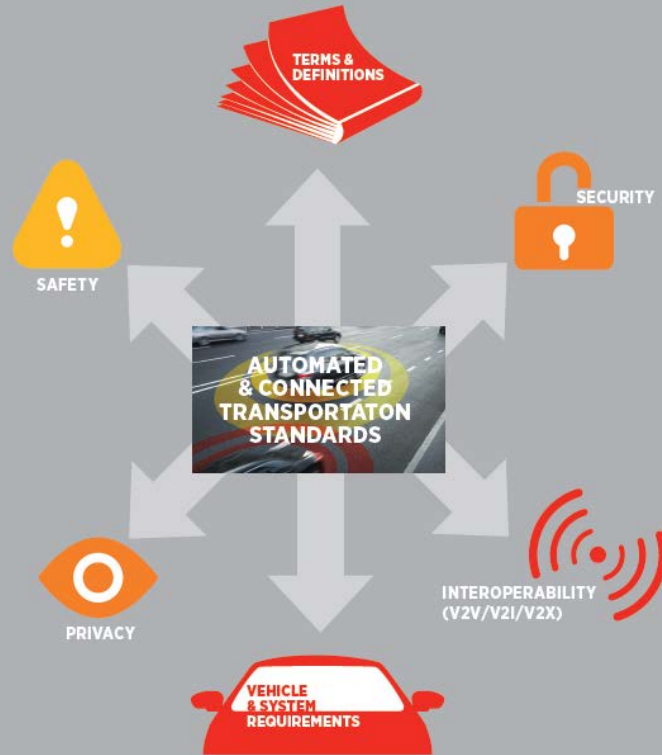 TERMS &
DEFINITIONS
SECURITY
SAFETY
AUTOMATED
& CONNECTED
TRANSPORTATON
STANDARDS
INTEROPERABILITY
(V2V/V2I/V2X)
PRIVACY
VEHICLE
& SYSTEM
REQUIREMENTS